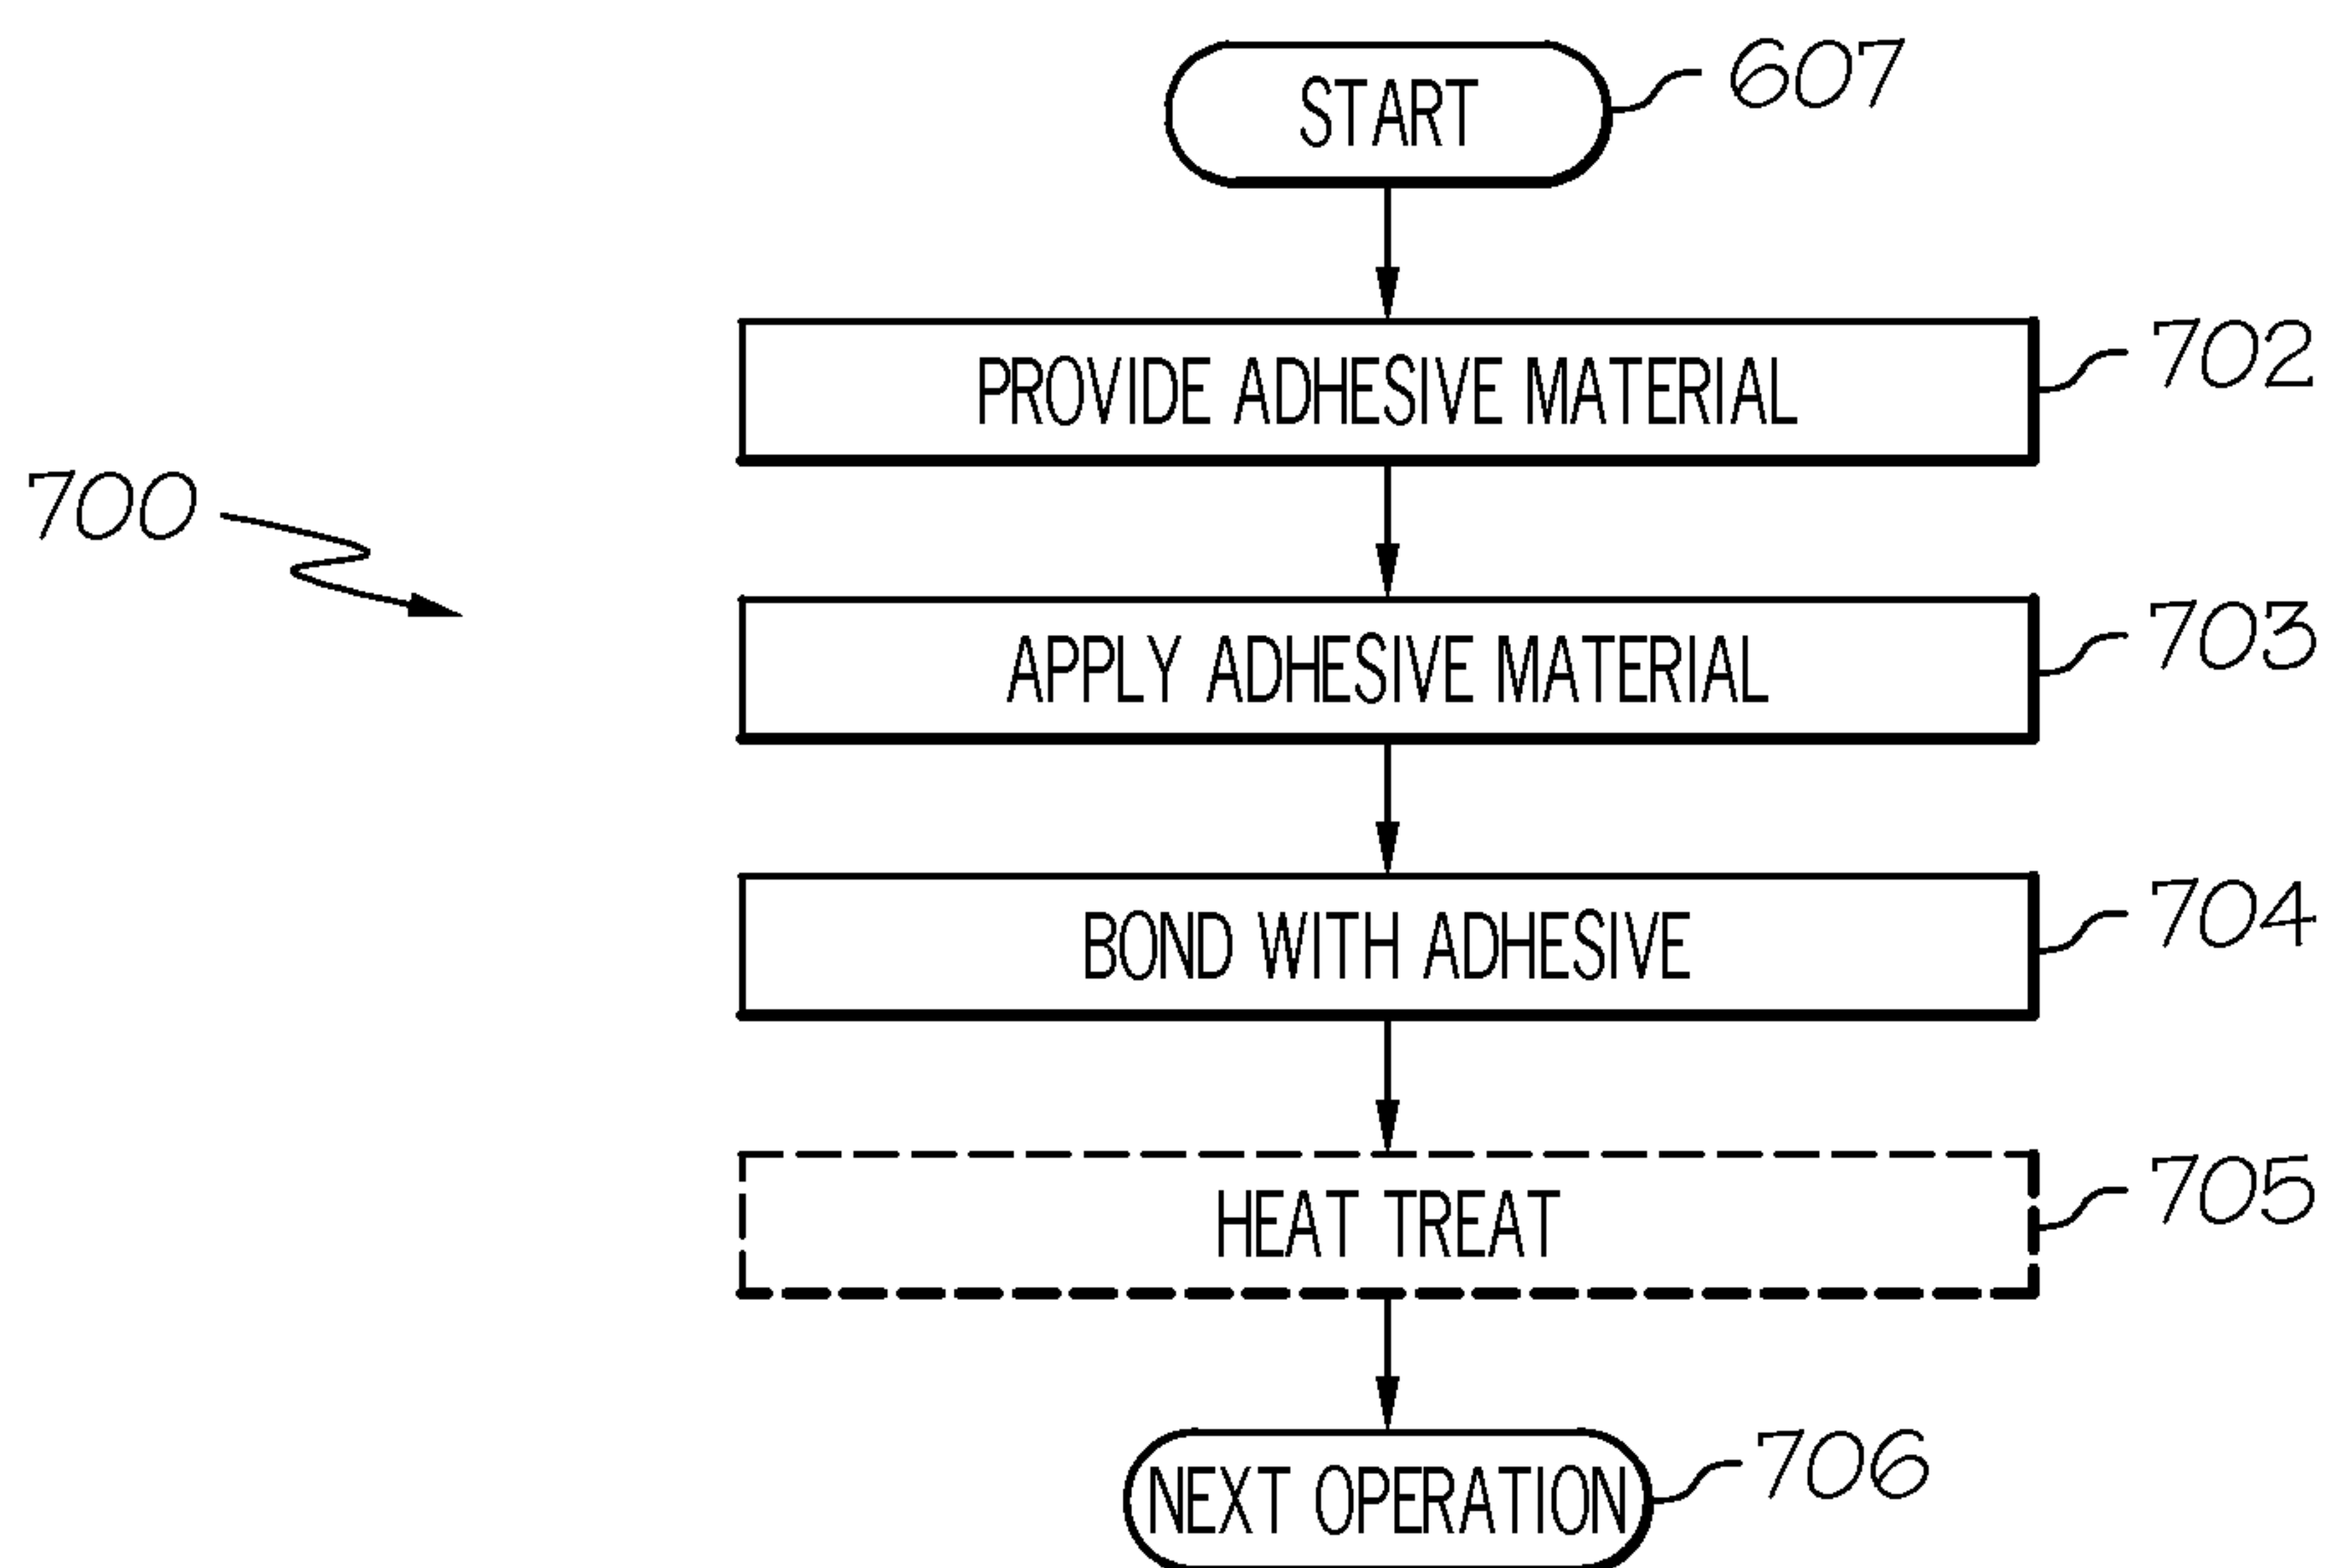 START 607
PROVIDE ADHESIVE MATERIAL 702
700
APPLY ADHESIVE MATERIAL 703
BOND WITH ADHESIVE 704
HEAT TREAT 705
NEXT OPERATION 706